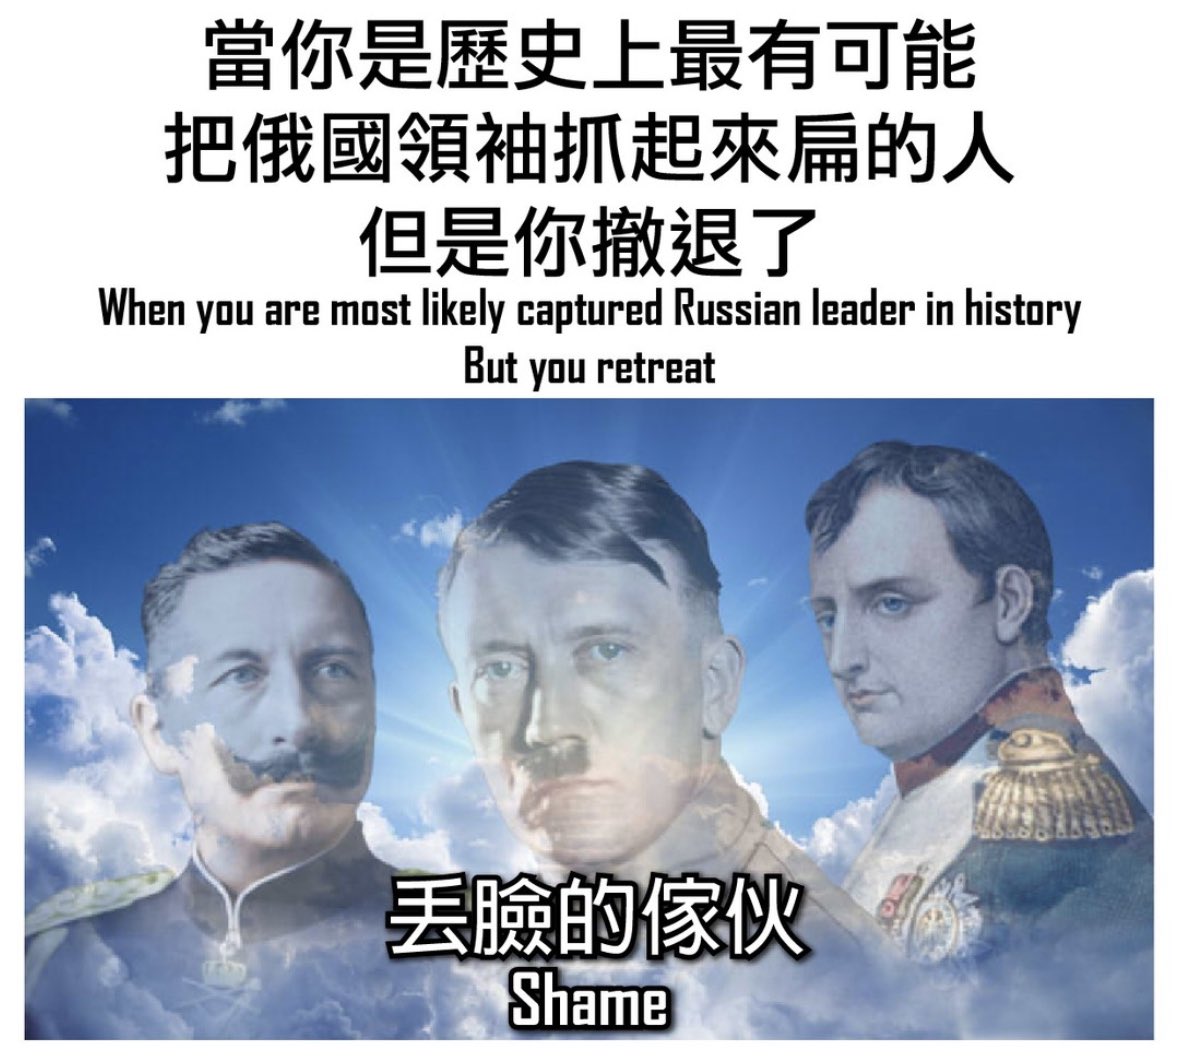 當你是歷史上最有可能
把俄國領袖抓起來扁的人
但是你撤退了
When you are most likely captured Russian leader in history
But you retreat
丟臉的傢伙
Shame